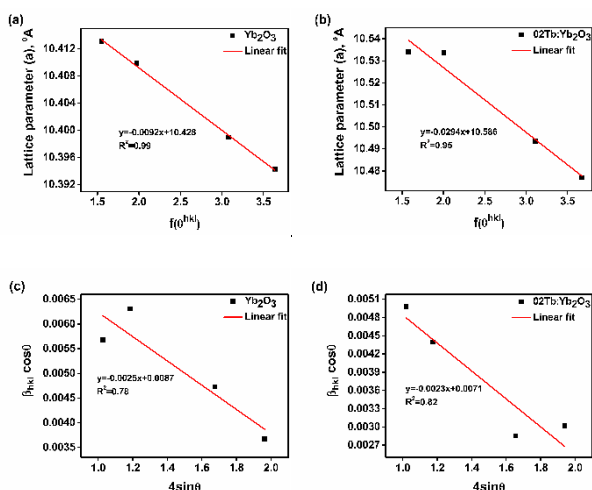 (a)
Yb₂O₃
Linear fit
10.412
10.408
10.404
10.400
10.396
10.392
Lattice parameter (a), °A
y=-0.0092x+10.428
R²=0.99
1.5 2.0 2.5 3.0 3.5
f(θʰᵏˡ)
(b)
02Tb:Yb₂O₃
Linear fit
10.54
10.53
10.52
10.51
10.50
10.49
10.48
Lattice parameter (a), °A
y=-0.0294x+10.586
R²=0.95
1.5 2.0 2.5 3.0 3.5
f(θʰᵏˡ)
(c)
Yb₂O₃
Linear fit
0.0065
0.0060
0.0055
0.0050
0.0045
0.0040
0.0035
βₕₖₗ cosθ
y=-0.0025x+0.0087
R²=0.78
1.0 1.2 1.4 1.6 1.8 2.0
4sinθ
(d)
02Tb:Yb₂O₃
Linear fit
0.0051
0.0048
0.0045
0.0042
0.0039
0.0036
0.0033
0.0030
0.0027
βₕₖₗ cosθ
y=-0.0023x+0.0071
R²=0.82
1.0 1.2 1.4 1.6 1.8 2.0
4sinθ